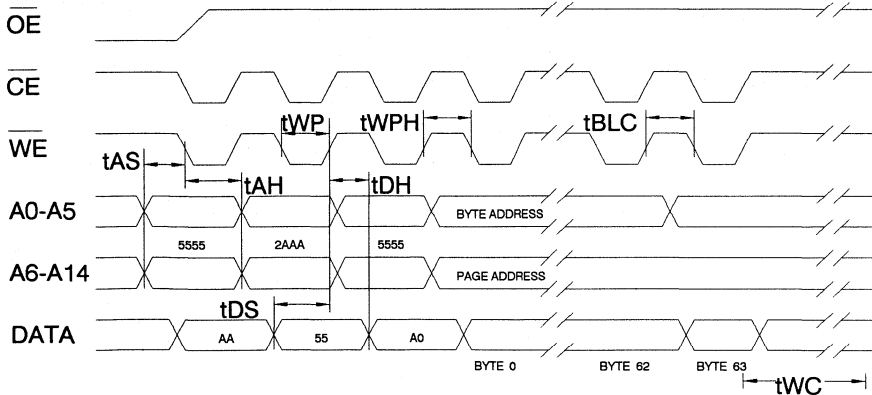 OE
CE
tWP tWPH tBLC
WE
tAS
tAH tDH
A0-A5 BYTE ADDRESS
5555 2AAA 5555
A6-A14 PAGE ADDRESS
tDS
DATA AA 55 A0
BYTE 0 BYTE 62 BYTE 63
tWC